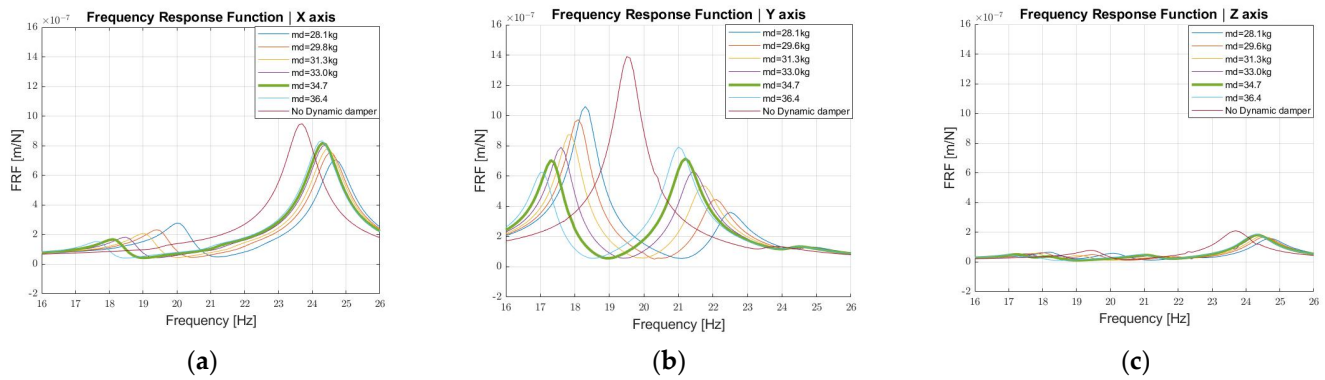 Frequency Response Function | X axis
×10⁻⁷
16
14
12
10
8
6
4
2
0
-2
FRF [m/N]
md=28.1kg
md=29.8kg
md=31.3kg
md=33.0kg
md=34.7
md=36.4
No Dynamic damper
16 17 18 19 20 21 22 23 24 25 26
Frequency [Hz]
(a)
Frequency Response Function | Y axis
×10⁻⁷
16
14
12
10
8
6
4
2
0
-2
FRF [m/N]
md=28.1kg
md=29.6kg
md=31.3kg
md=33.0kg
md=34.7
md=36.4
No Dynamic damper
16 17 18 19 20 21 22 23 24 25 26
Frequency [Hz]
(b)
Frequency Response Function | Z axis
×10⁻⁷
16
14
12
10
8
6
4
2
0
-2
FRF [m/N]
md=28.1kg
md=29.6kg
md=31.3kg
md=33.0kg
md=34.7
md=36.4
No Dynamic damper
16 17 18 19 20 21 22 23 24 25 26
Frequency [Hz]
(c)